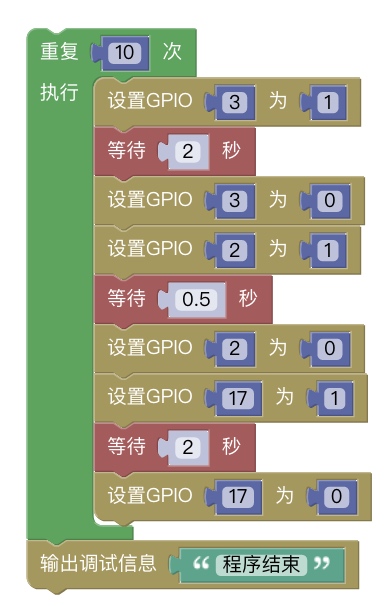 重复 10 次
执行 设置GPIO 3 为 1
等待 2 秒
设置GPIO 3 为 0
设置GPIO 2 为 1
等待 0.5 秒
设置GPIO 2 为 0
设置GPIO 17 为 1
等待 2 秒
设置GPIO 17 为 0
输出调试信息 “ 程序结束 ”